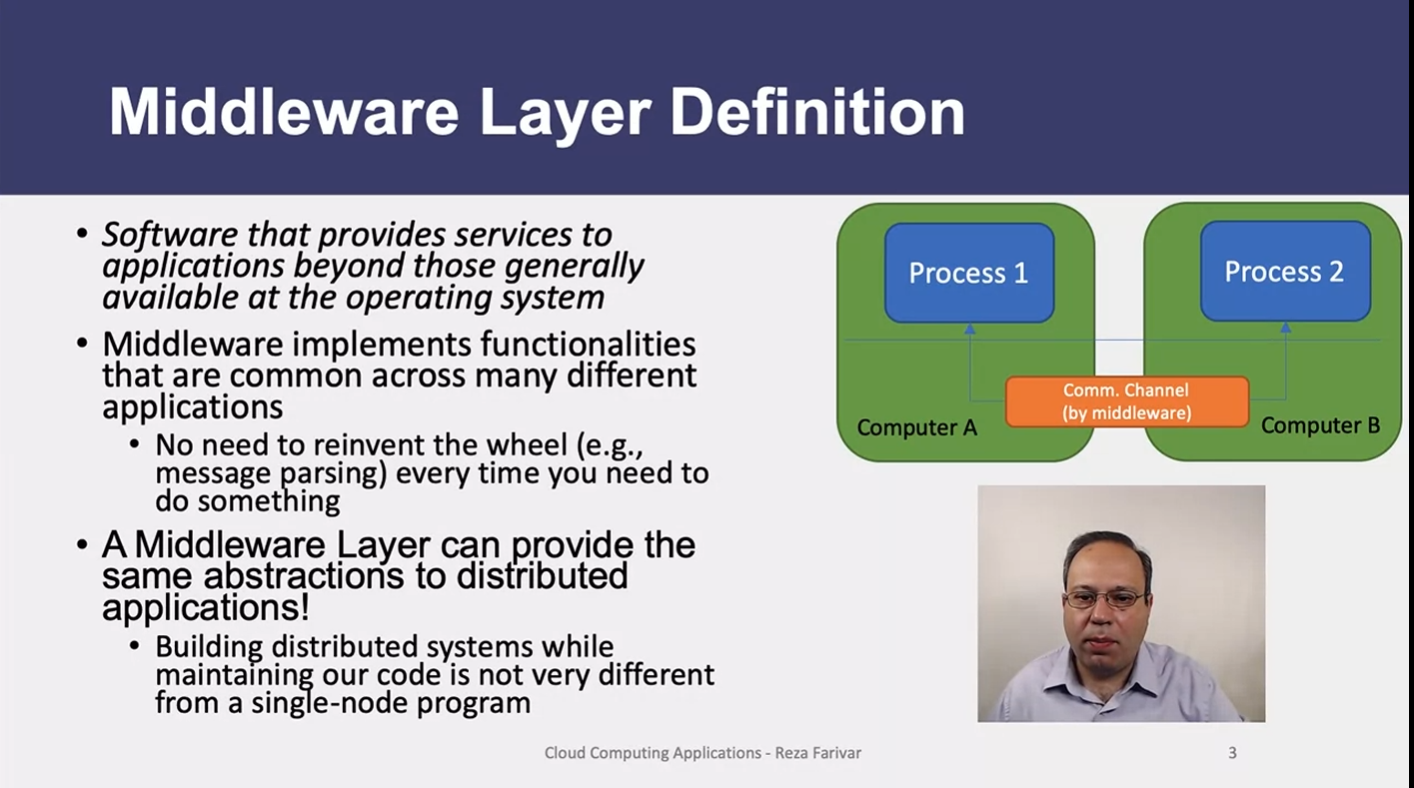 Middleware Layer Definition
• Software that provides services to
applications beyond those generally
available at the operating system
• Middleware implements functionalities
that are common across many different
applications
• No need to reinvent the wheel (e.g.,
message parsing) every time you need to
do something
• A Middleware Layer can provide the
same abstractions to distributed
applications!
• Building distributed systems while
maintaining our code is not very different
from a single-node program
Process 1
Process 2
Comm. Channel
(by middleware)
Computer A
Computer B
Cloud Computing Applications - Reza Farivar
3